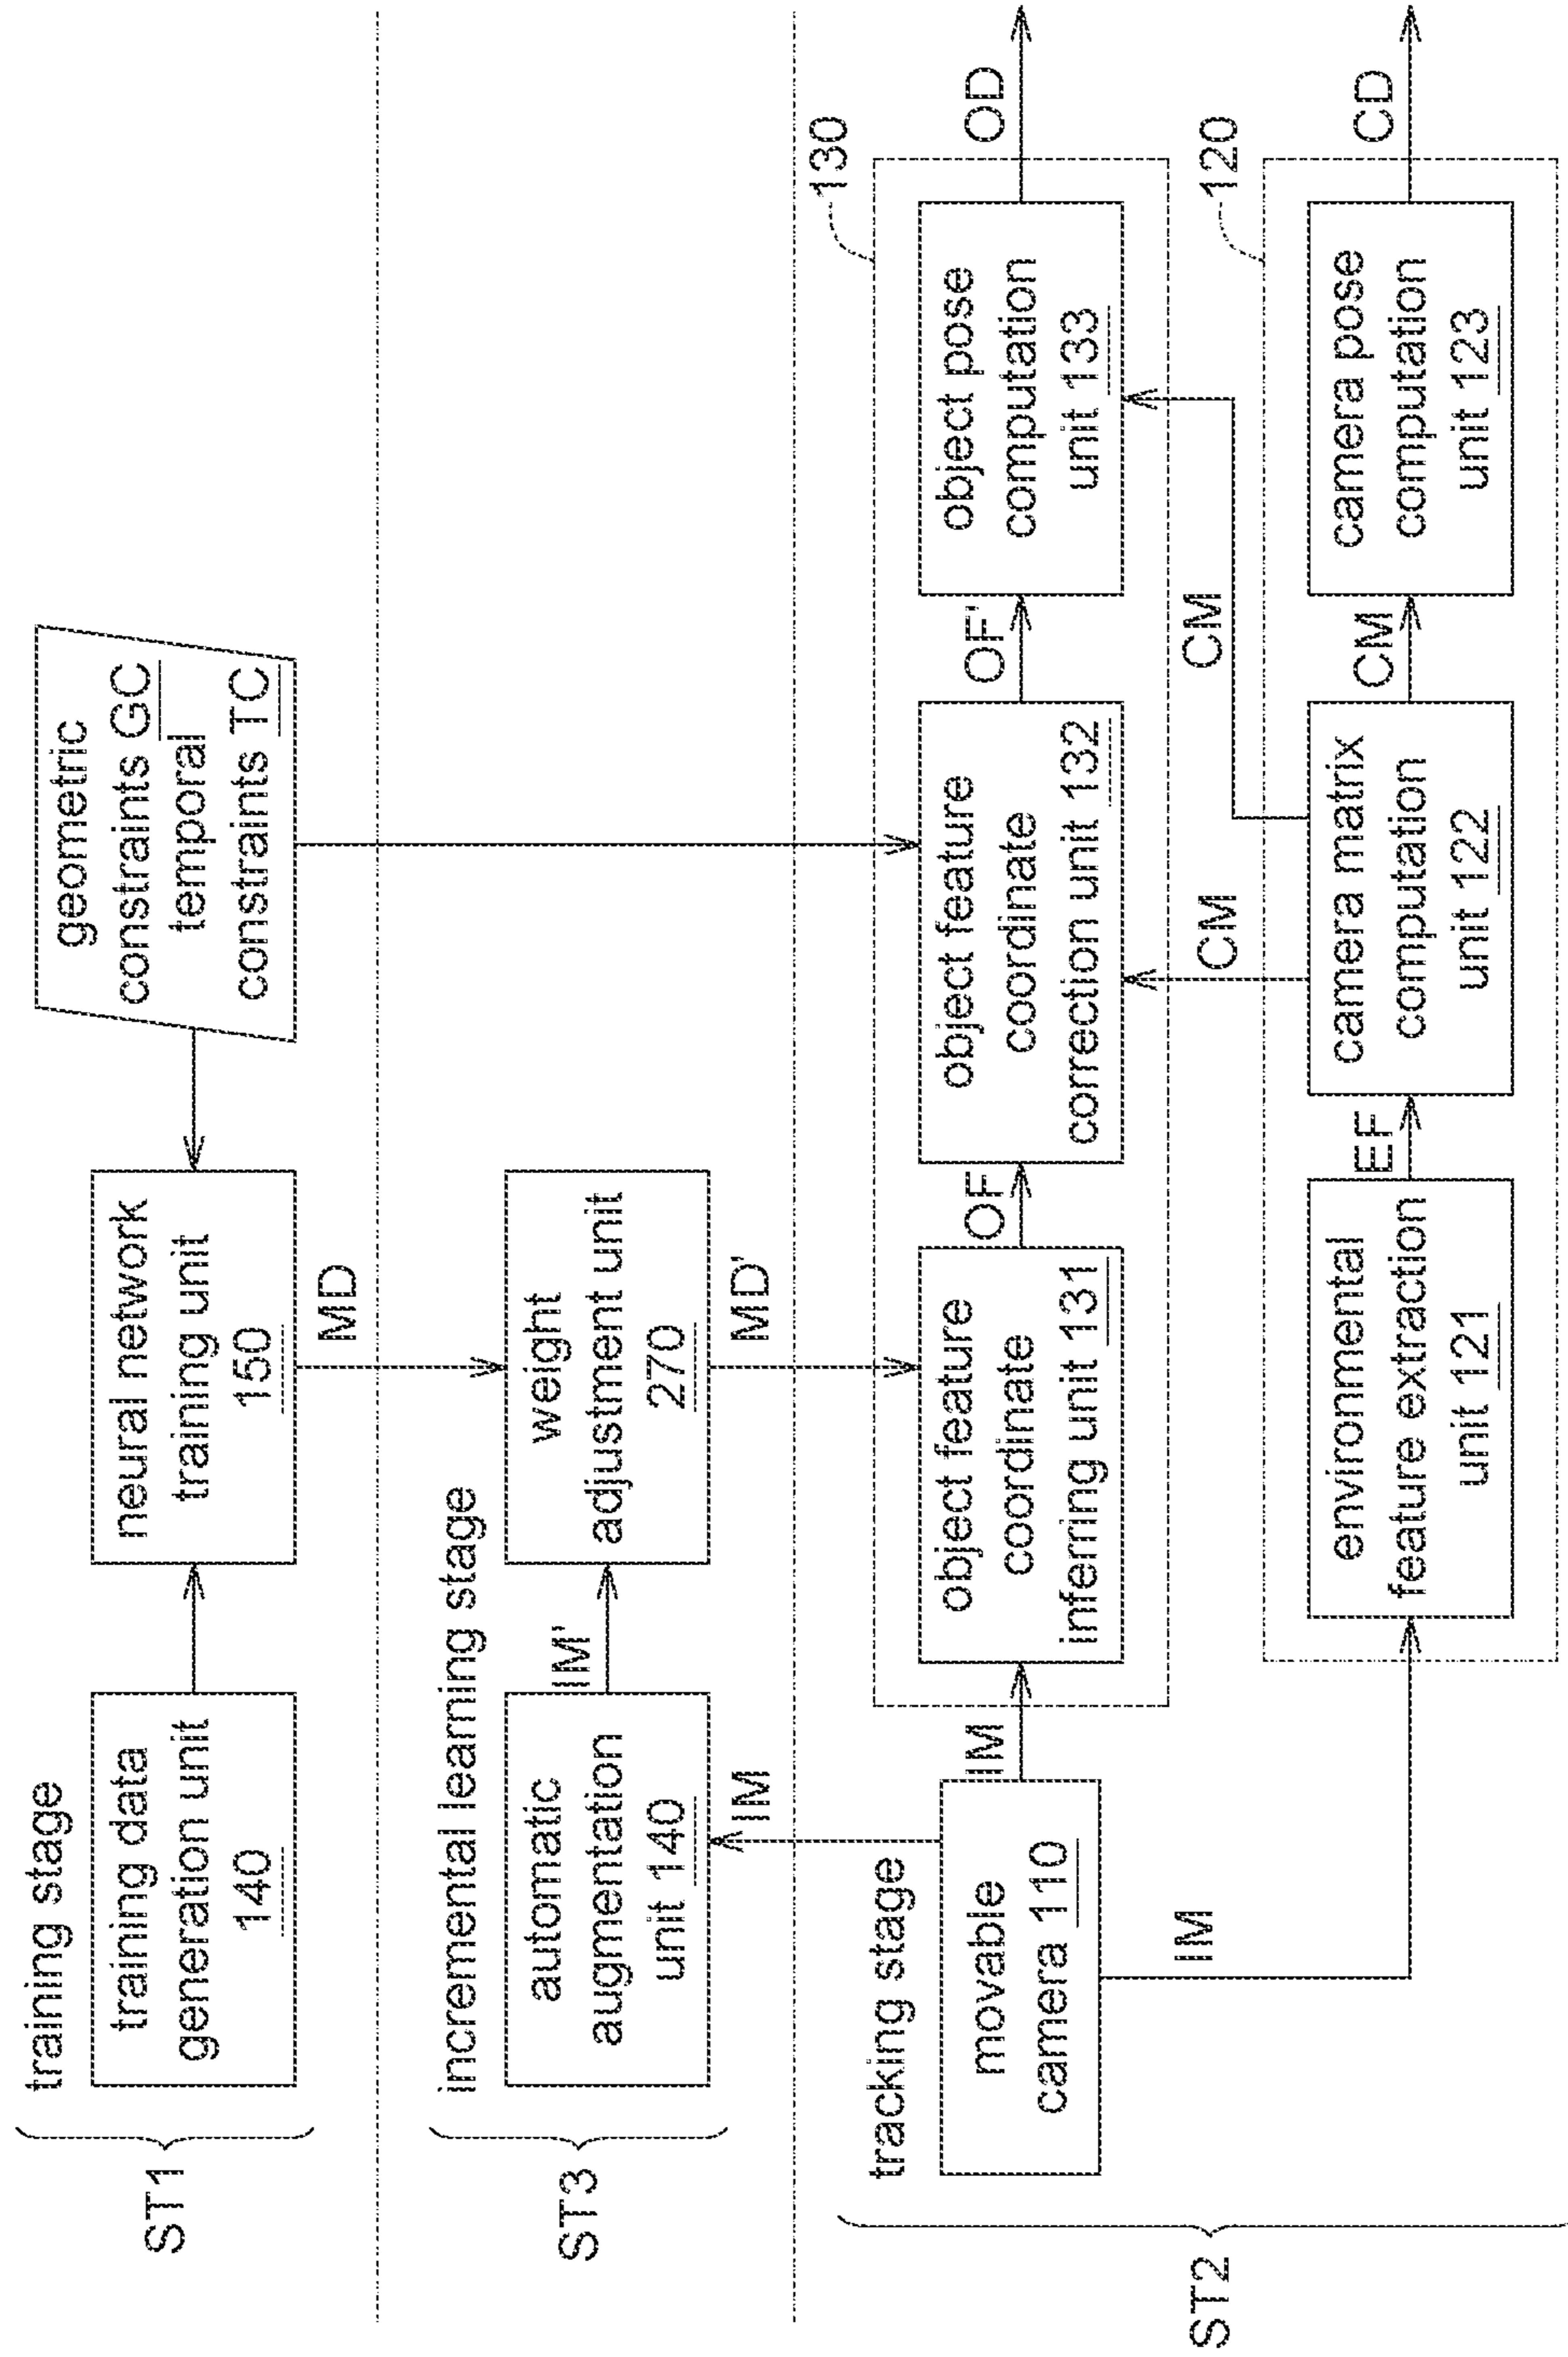 training stage
ST1
training data
generation unit
140
neural network
training unit
150
geometric
constraints GC
temporal
constraints TC
MD
incremental learning stage
ST3
automatic
augmentation
unit 140
IM'
weight
adjustment unit
270
IM
MD'
tracking stage
ST2
movable
camera 110
IM
object feature
coordinate
inferring unit 131
OF
object feature
coordinate
correction unit 132
OF'
object pose
computation
unit 133
130
OD
IM
CM
CM
environmental
feature extraction
unit 121
EF
camera matrix
computation
unit 122
CM
camera pose
computation
unit 123
120
CD